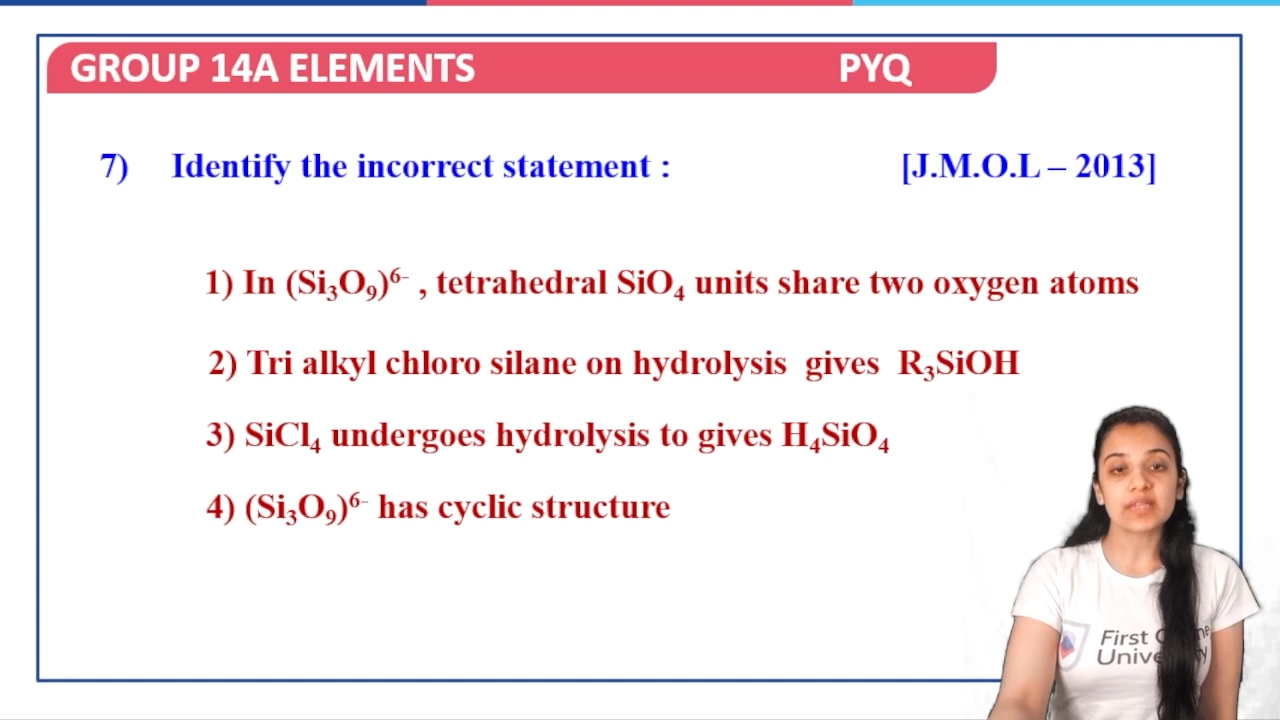 GROUP 14A ELEMENTS PYQ
7) Identify the incorrect statement : [J.M.O.L – 2013]
1) In (Si₃O₉)⁶⁻ , tetrahedral SiO₄ units share two oxygen atoms
2) Tri alkyl chloro silane on hydrolysis gives R₃SiOH
3) SiCl₄ undergoes hydrolysis to gives H₄SiO₄
4) (Si₃O₉)⁶⁻ has cyclic structure
First